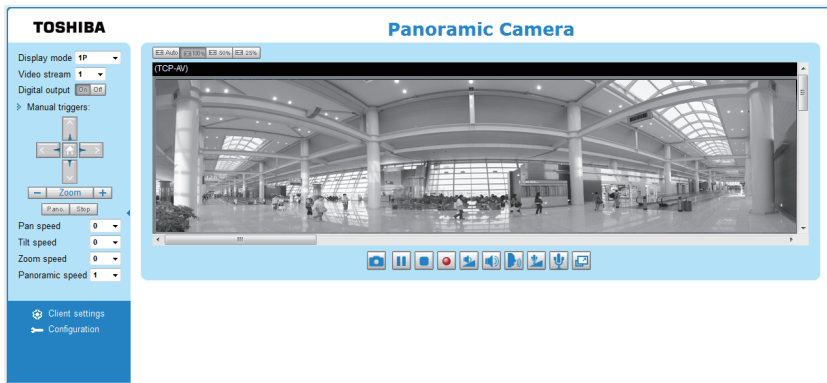 TOSHIBA
Panoramic Camera
Display mode 1P
Video stream 1
Digital output On Off
Manual triggers:
Zoom
Pano Stop
Pan speed 0
Tilt speed 0
Zoom speed 0
Panoramic speed 1
Client settings
Configuration
Auto 100% 50% 25%
(TCP-AV)